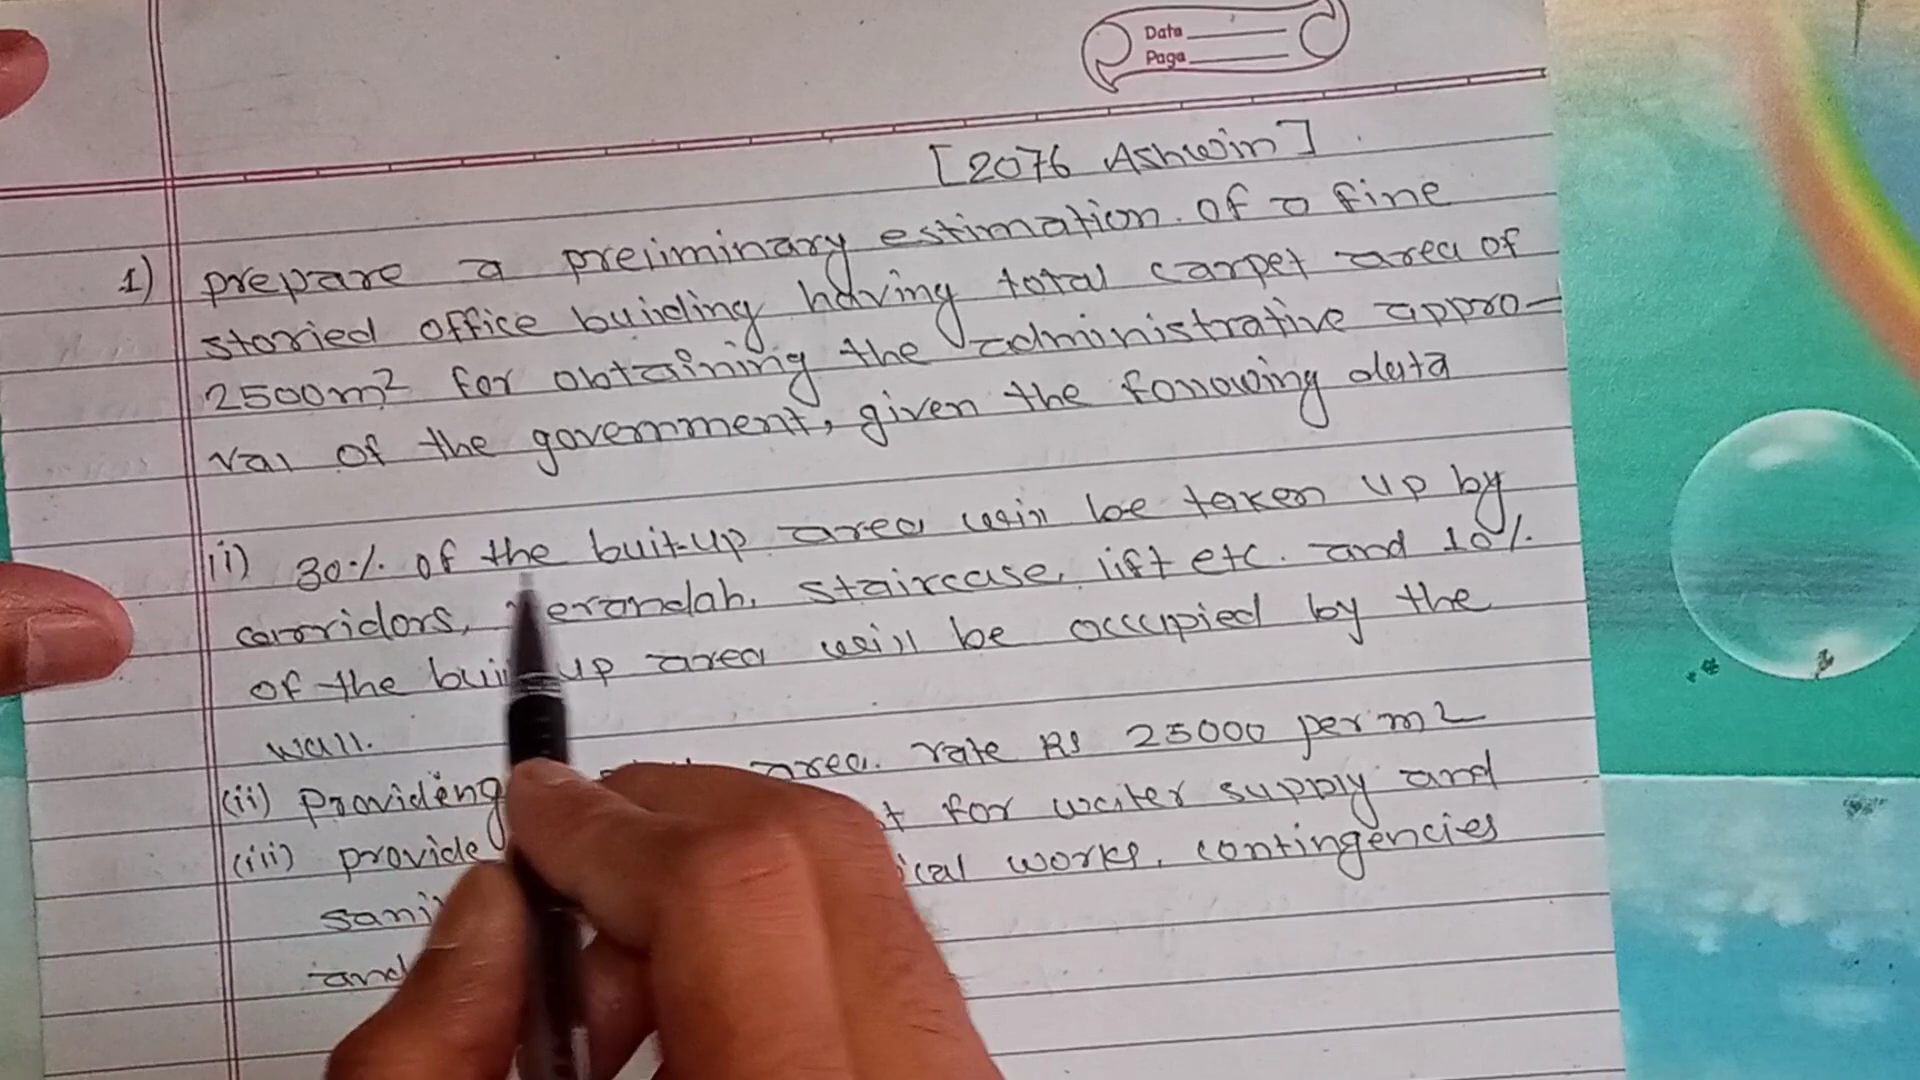 Date
Page
[2076 Ashwin]
1) prepare a preliminary estimation of a fine
storied office building having total carpet area of
2500m² for obtaining the administrative appro-
val of the government, given the following data
(i) 30% of the buit-up area will be taken up by
corridors, verandah, staircase, lift etc. and 10%
of the built up area will be occupied by the
wall.
(ii) Providing area rate Rs 25000 per m²
(iii) provide for water supply and
works, contingencies
and